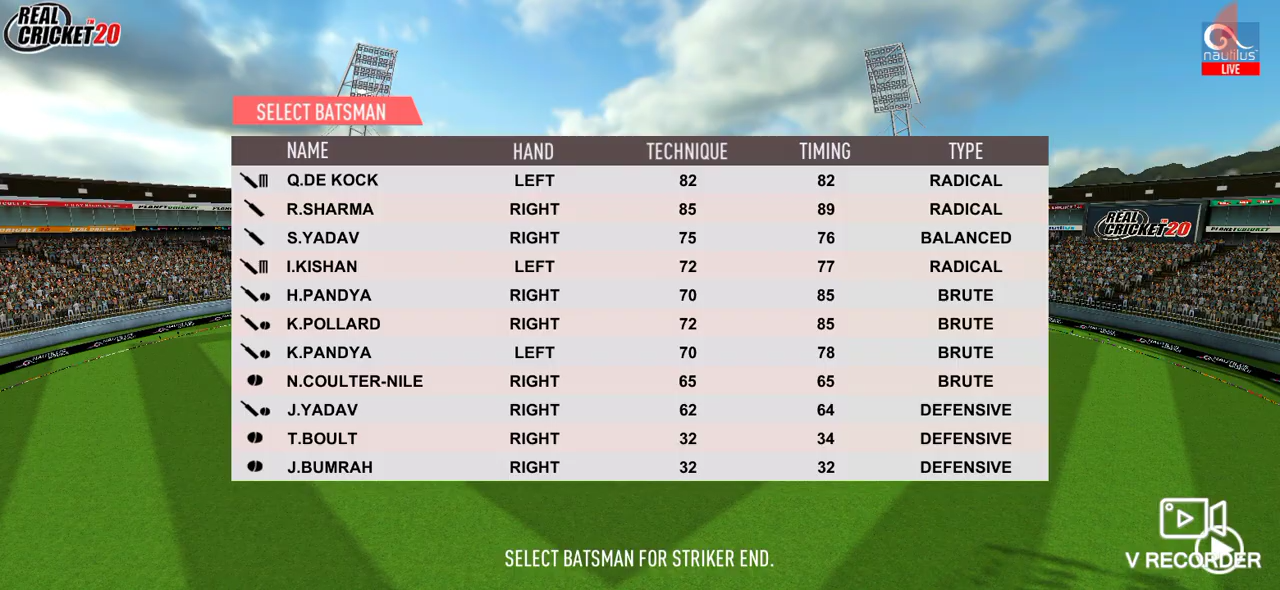 REAL CRICKET™20
nautilus
LIVE
SELECT BATSMAN
NAME HAND TECHNIQUE TIMING TYPE
Q.DE KOCK LEFT 82 82 RADICAL
R.SHARMA RIGHT 85 89 RADICAL
S.YADAV RIGHT 75 76 BALANCED
I.KISHAN LEFT 72 77 RADICAL
H.PANDYA RIGHT 70 85 BRUTE
K.POLLARD RIGHT 72 85 BRUTE
K.PANDYA LEFT 70 78 BRUTE
N.COULTER-NILE RIGHT 65 65 BRUTE
J.YADAV RIGHT 62 64 DEFENSIVE
T.BOULT RIGHT 32 34 DEFENSIVE
J.BUMRAH RIGHT 32 32 DEFENSIVE
REAL CRICKET 20
SELECT BATSMAN FOR STRIKER END.
V RECORDER